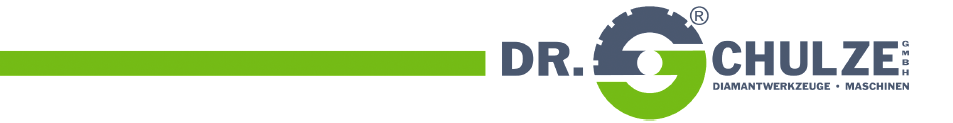 DR. SCHULZE GMBH ®
DIAMANTWERKZEUGE • MASCHINEN